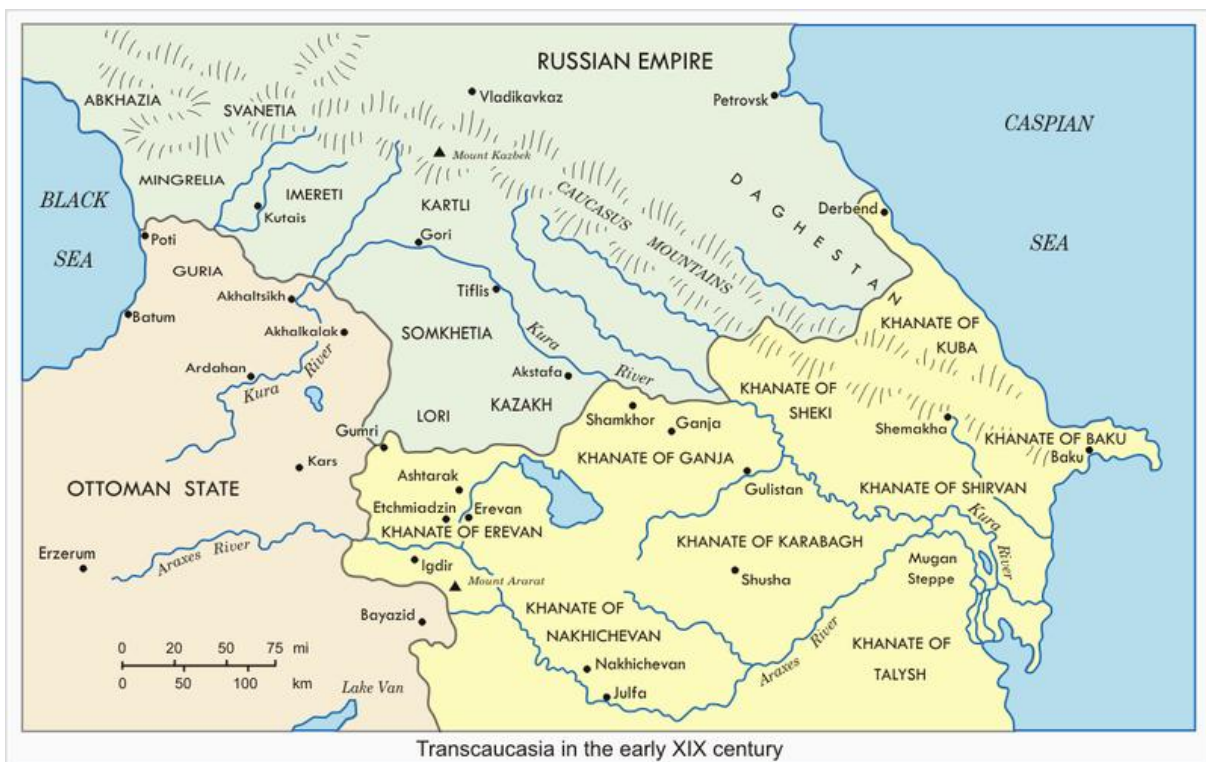 RUSSIAN EMPIRE
ABKHAZIA
SVANETIA
Vladikavkaz
Petrovsk
CASPIAN
SEA
Mount Kazbek
MINGRELIA
IMERETI
Kutais
KARTLI
CAUCASUS
MOUNTAINS
DAGHESTAN
Derbend
BLACK
SEA
Poti
Gori
GURIA
Akhaltsikh
Tiflis
Batum
Akhalkalak
SOMKHETIA
Kura
River
KHANATE OF
KUBA
Ardahan
Kura
River
Akstafa
LORI
KAZAKH
KHANATE OF
SHEKI
Shamkhor
Ganja
Shemakha
Gumri
KHANATE OF BAKU
Baku
Kars
KHANATE OF GANJA
Ashtarak
Gulistan
KHANATE OF SHIRVAN
OTTOMAN STATE
Etchmiadzin
Erevan
KHANATE OF EREVAN
Kura
River
KHANATE OF KARABAGH
Erzerum
Araxes River
Igdir
Mount Ararat
Shusha
Mugan
Steppe
Bayazid
KHANATE OF
NAKHICHEVAN
Araxes River
KHANATE OF
TALYSH
Nakhichevan
Julfa
0 20 50 75 mi
0 50 100 km
Lake Van
Transcaucasia in the early XIX century